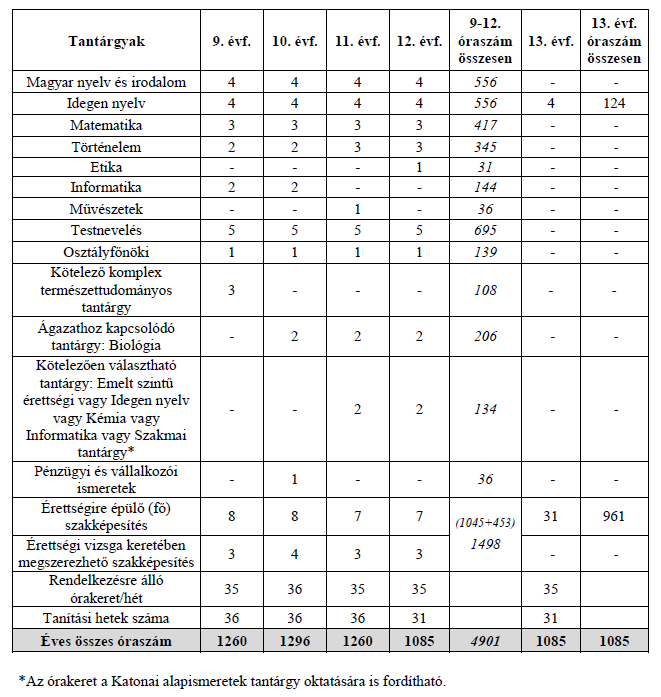 Tantárgyak 9. évf. 10. évf. 11. évf. 12. évf. 9-12. óraszám összesen 13. évf. 13. évf. óraszám összesen
Magyar nyelv és irodalom 4 4 4 4 556 - -
Idegen nyelv 4 4 4 4 556 4 124
Matematika 3 3 3 3 417 - -
Történelem 2 2 3 3 345 - -
Etika - - - 1 31 - -
Informatika 2 2 - - 144 - -
Művészetek - - 1 - 36 - -
Testnevelés 5 5 5 5 695 - -
Osztályfőnöki 1 1 1 1 139 - -
Kötelező komplex
természettudományos
tantárgy
3 - - - 108 - -
Ágazathoz kapcsolódó
tantárgy: Biológia
- 2 2 2 206 - -
Kötelezően választható
tantárgy: Emelt szintű
érettségi vagy Idegen nyelv
vagy Kémia vagy
Informatika vagy Szakmai
tantárgy*
- - 2 2 134 - -
Pénzügyi és vállalkozói
ismeretek
- 1 - - 36 - -
Érettségire épülő (fő)
szakképesítés
8 8 7 7 (1045+453) 31 961
1498
Érettségi vizsga keretében
megszerezhető szakképesítés
3 4 3 3 - -
Rendelkezésre álló
órakeret/hét
35 36 35 35 35
Tanítási hetek száma 36 36 36 31 31
Éves összes óraszám 1260 1296 1260 1085 4901 1085 1085
*Az órakeret a Katonai alapismeretek tantárgy oktatására is fordítható.